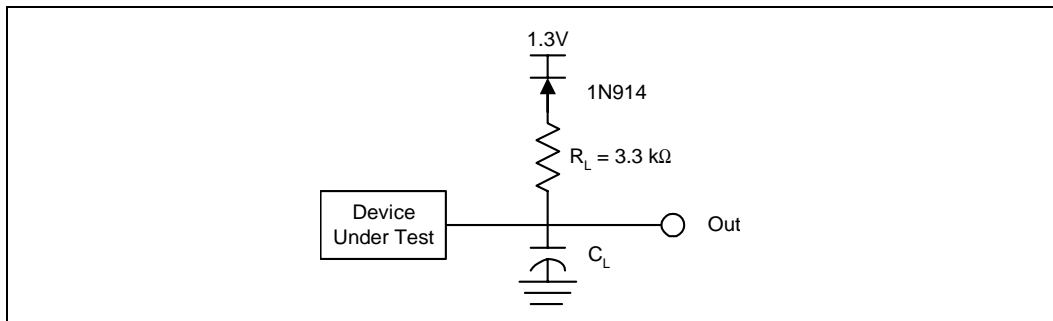 1.3V
1N914
R_L = 3.3 kΩ
Device
Under Test
Out
C_L